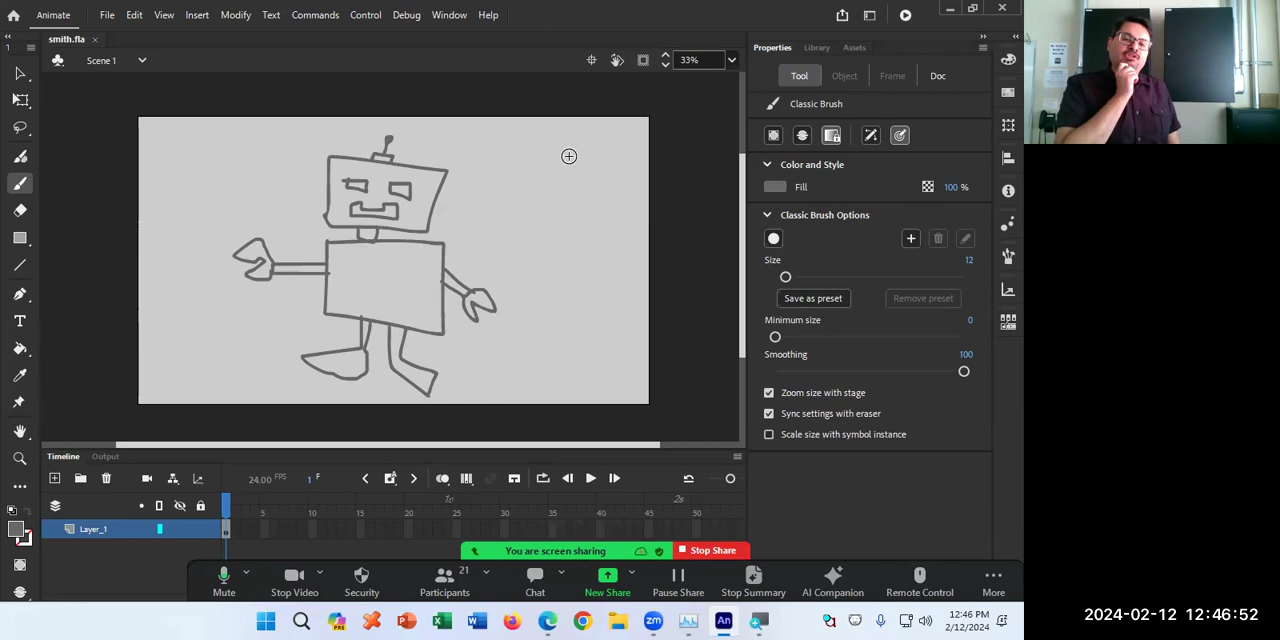 Animate File Edit View Insert Modify Text Commands Control Debug Window Help
smith.fla
Scene 1 33%
Properties Library Assets
Tool Object Frame Doc
Classic Brush
Color and Style
Fill 100 %
Classic Brush Options
Size 12
Save as preset Remove preset
Minimum size 0
Smoothing 100
Zoom size with stage
Sync settings with eraser
Scale size with symbol instance
Timeline Output
24.00 FPS 1 F
1s 2s
5 10 15 20 25 30 35 40 45 50
Layer_1
You are screen sharing Stop Share
21
Mute Stop Video Security Participants Chat New Share Pause Share Stop Summary AI Companion Remote Control More
12:46 PM
2/12/2024
2024-02-12 12:46:52